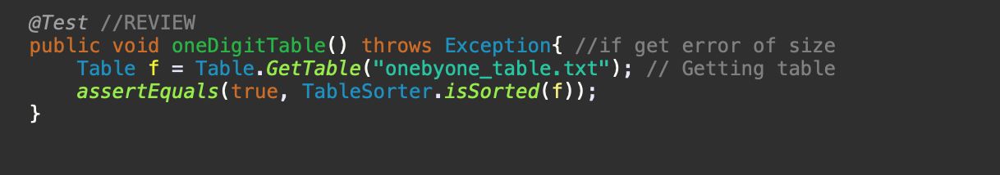 @Test //REVIEW
public void oneDigitTable() throws Exception{ //if get error of size
    Table f = Table.GetTable("onebyone_table.txt"); // Getting table
    assertEquals(true, TableSorter.isSorted(f));
}